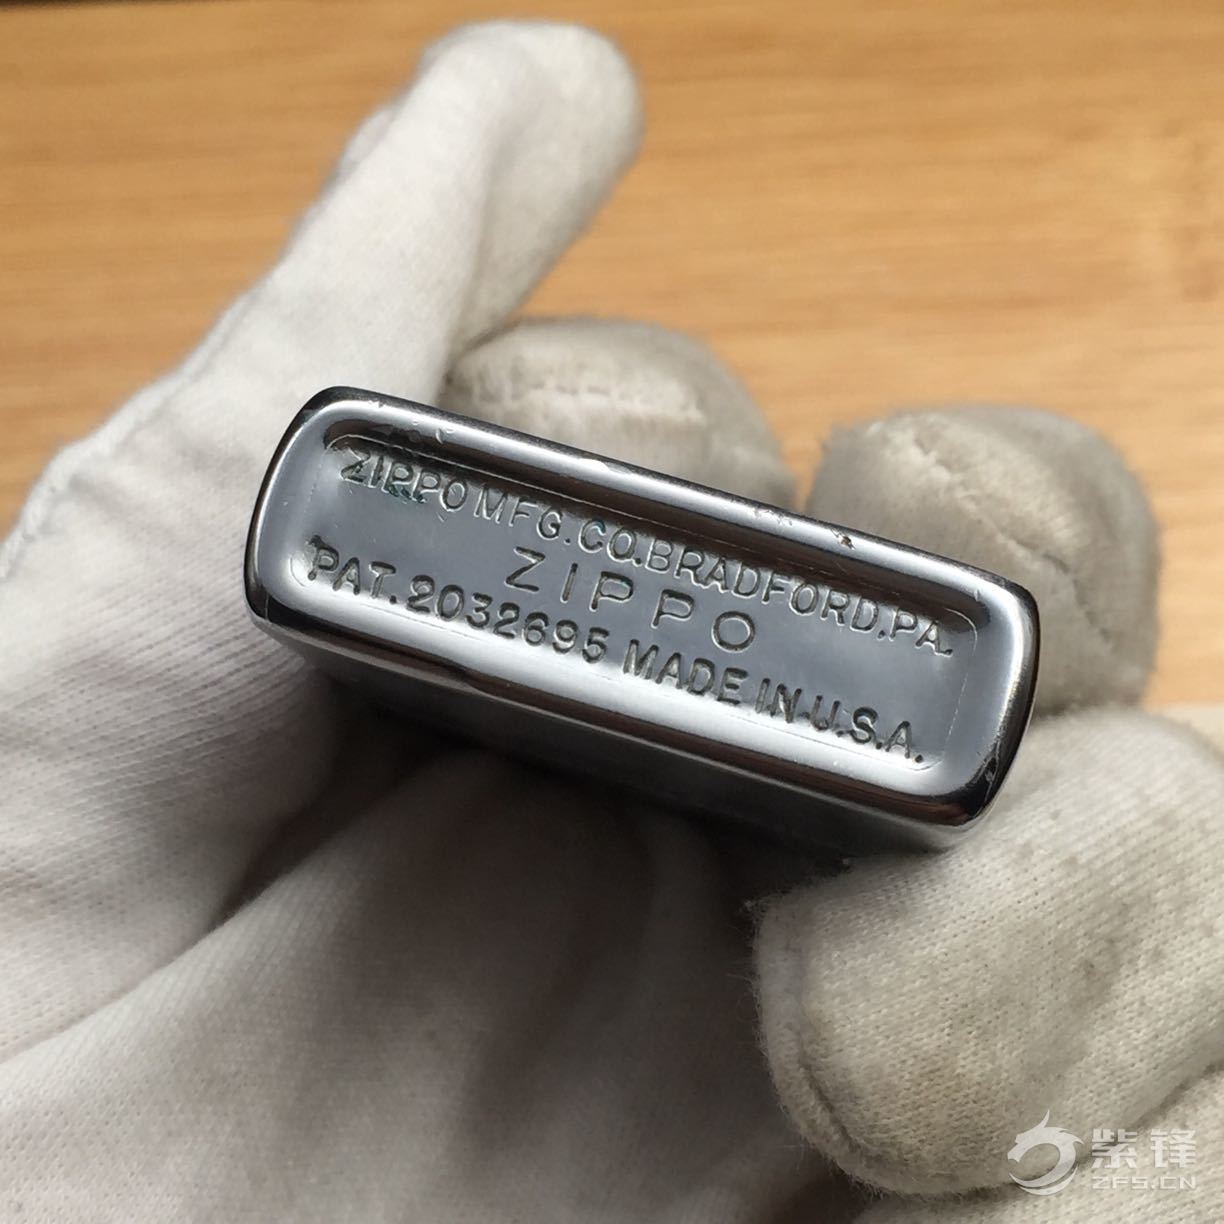 ZIPPO MFG. CO. BRADFORD, PA.
ZIPPO
PAT. 2032695 MADE IN U.S.A.
紫锋
ZFS.CN